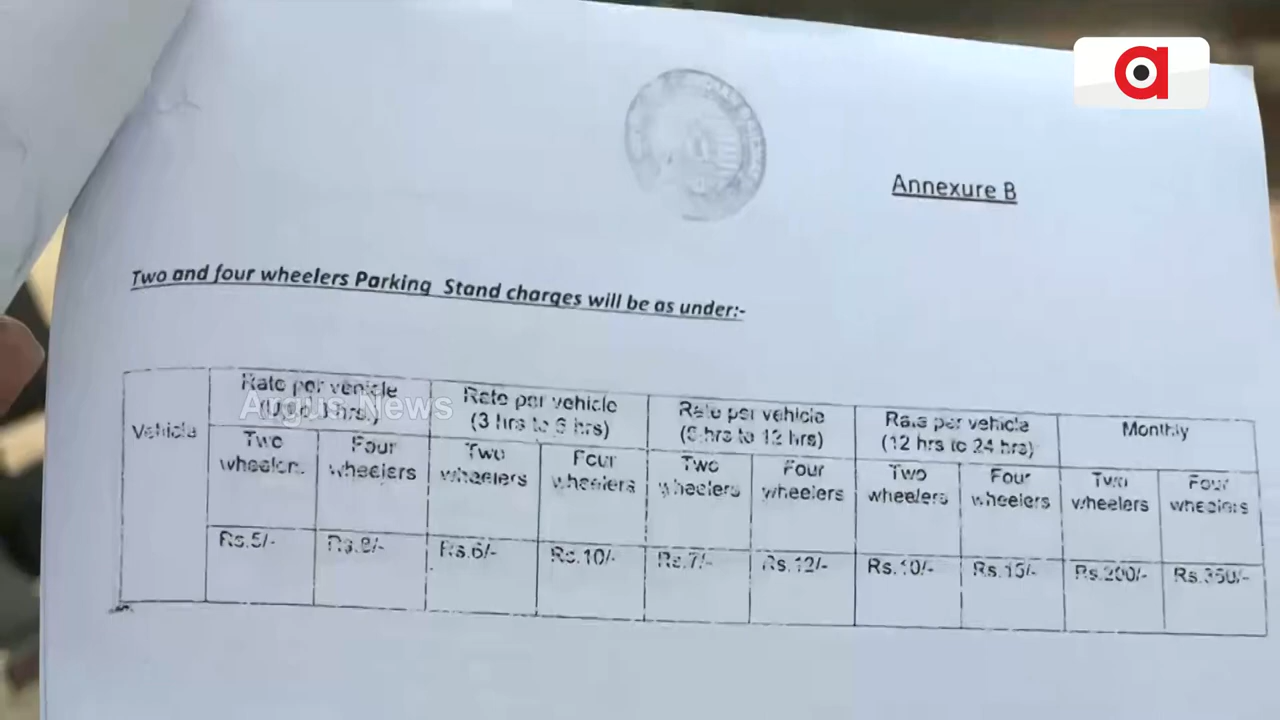 Annexure B
Two and four wheelers Parking Stand charges will be as under:-
Vehicle
Rate per vehicle
hrs)
Rate per vehicle
(3 hrs to 6 hrs)
Rate per vehicle
(6 hrs to 12 hrs)
Rate per vehicle
(12 hrs to 24 hrs)
Monthly
Two
wheelers
Four
wheelers
Two
wheelers
Four
wheelers
Two
wheelers
Four
wheelers
Two
wheelers
Four
wheelers
Two
wheelers
Four
wheelers
Rs.5/-
Rs.8/-
Rs.6/-
Rs.10/-
Rs.7/-
Rs.12/-
Rs.10/-
Rs.15/-
Rs.200/-
Rs.350/-
Argus News